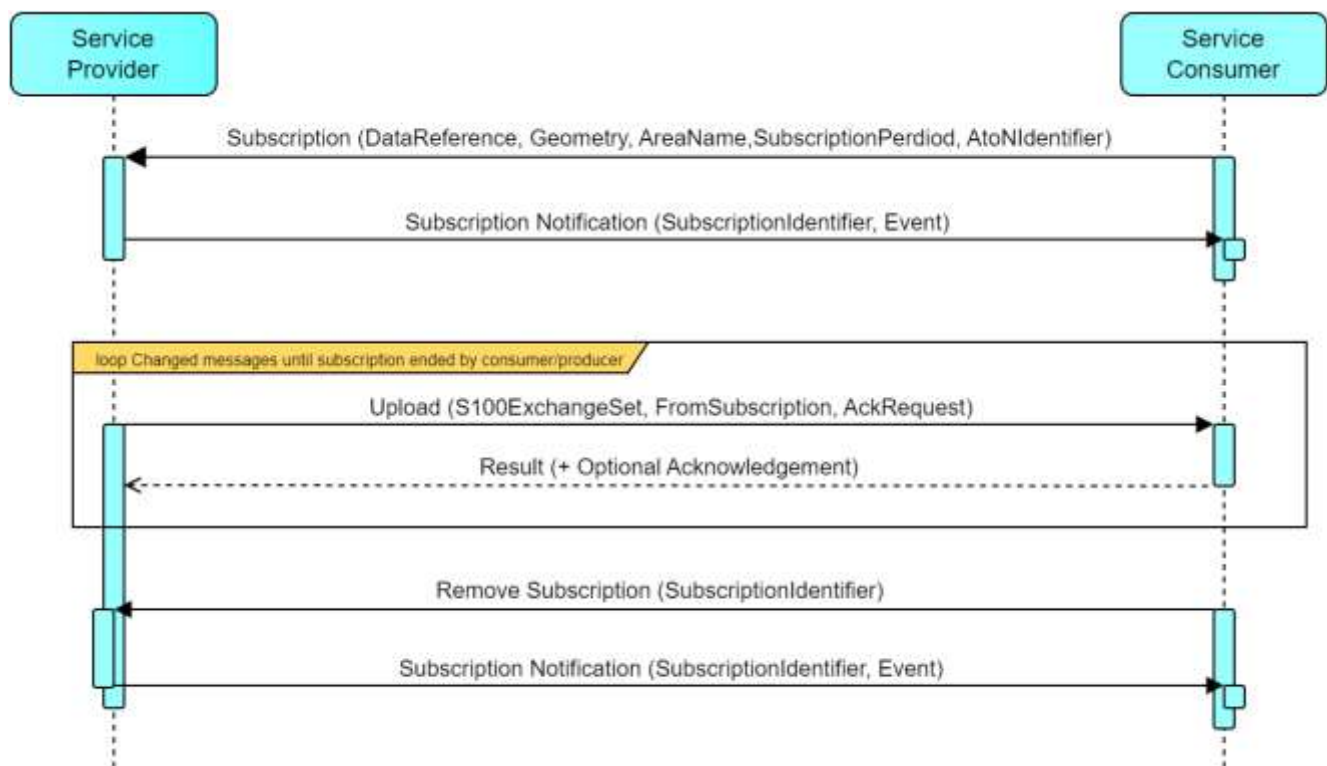 Service
Provider
Service
Consumer
Subscription (DataReference, Geometry, AreaName,SubscriptionPerdiod, AtoNIdentifier)
Subscription Notification (SubscriptionIdentifier, Event)
loop Changed messages until subscription ended by consumer/producer
Upload (S100ExchangeSet, FromSubscription, AckRequest)
Result (+ Optional Acknowledgement)
Remove Subscription (SubscriptionIdentifier)
Subscription Notification (SubscriptionIdentifier, Event)